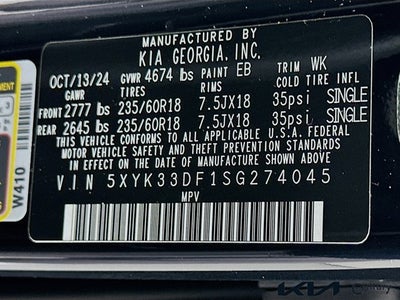 MANUFACTURED BY
KIA GEORGIA, INC.
OCT/13/24 GVWR 4674 lbs PAINT EB TRIM WK
GAWR TIRES COLD TIRE INFL
FRONT 2777 lbs 235/60R18 7.5JX18 35psi SINGLE
REAR 2645 lbs 235/60R18 7.5JX18 35psi SINGLE
THIS VEHICLE CONFORMS TO ALL APPLICABLE U.S.A. FEDERAL
MOTOR VEHICLE SAFETY AND THEFT PREVENTION STANDARDS
IN EFFECT ON THE DATE OF MANUFACTURE SHOWN ABOVE
VIN 5XYK33DF1SG274045
MPV
W410
3
KIA